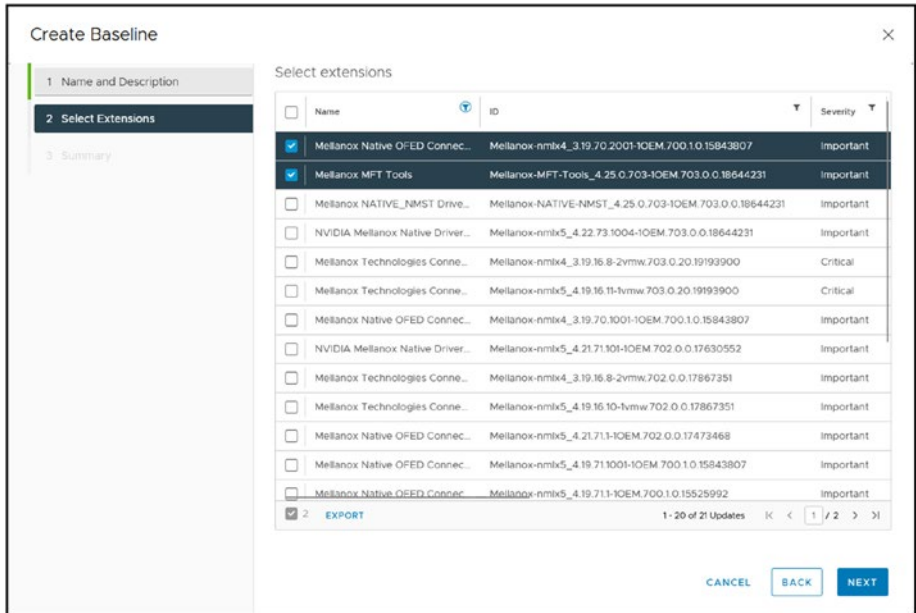 Create Baseline
1 Name and Description
2 Select Extensions
3 Summary
Select extensions
Name ID Severity
Mellanox Native OFED Connec... Mellanox-nmlx4_3.19.70.2001-1OEM.700.1.0.15843807 Important
Mellanox MFT Tools Mellanox-MFT-Tools_4.25.0.703-1OEM.703.0.0.18644231 Important
Mellanox NATIVE_NMST Drive... Mellanox-NATIVE-NMST_4.25.0.703-1OEM.703.0.0.18644231 Important
NVIDIA Mellanox Native Driver... Mellanox-nmlx5_4.22.73.1004-1OEM.703.0.0.18644231 Important
Mellanox Technologies Conne... Mellanox-nmlx4_3.19.16.8-2vmw.703.0.20.19193900 Critical
Mellanox Technologies Conne... Mellanox-nmlx5_4.19.16.11-1vmw.703.0.20.19193900 Critical
Mellanox Native OFED Connec... Mellanox-nmlx4_3.19.70.1001-1OEM.700.1.0.15843807 Important
NVIDIA Mellanox Native Driver... Mellanox-nmlx5_4.21.71.101-1OEM.702.0.0.17630552 Important
Mellanox Technologies Conne... Mellanox-nmlx4_3.19.16.8-2vmw.702.0.0.17867351 Important
Mellanox Technologies Conne... Mellanox-nmlx5_4.19.16.10-1vmw.702.0.0.17867351 Important
Mellanox Native OFED Connec... Mellanox-nmlx5_4.21.71.1-1OEM.702.0.0.17473468 Important
Mellanox Native OFED Connec... Mellanox-nmlx5_4.19.71.1001-1OEM.700.1.0.15843807 Important
Mellanox Native OFED Connec... Mellanox-nmlx5_4.19.71.1-1OEM.700.1.0.15525992 Important
2 EXPORT 1 - 20 of 21 Updates 1 / 2
CANCEL BACK NEXT